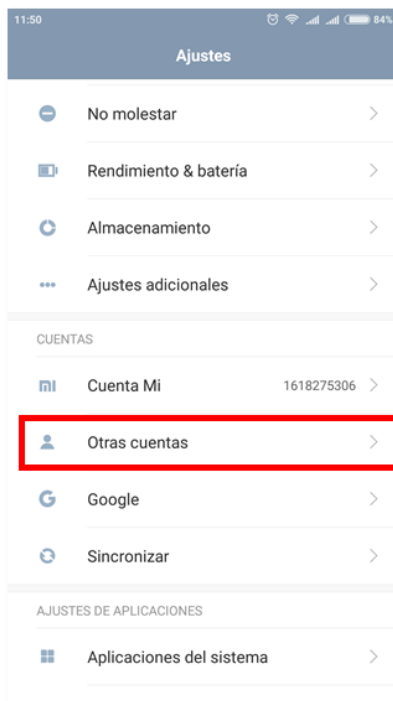 11:50 84%
Ajustes
No molestar
Rendimiento & batería
Almacenamiento
Ajustes adicionales
CUENTAS
Cuenta Mi 1618275306
Otras cuentas
Google
Sincronizar
AJUSTES DE APLICACIONES
Aplicaciones del sistema